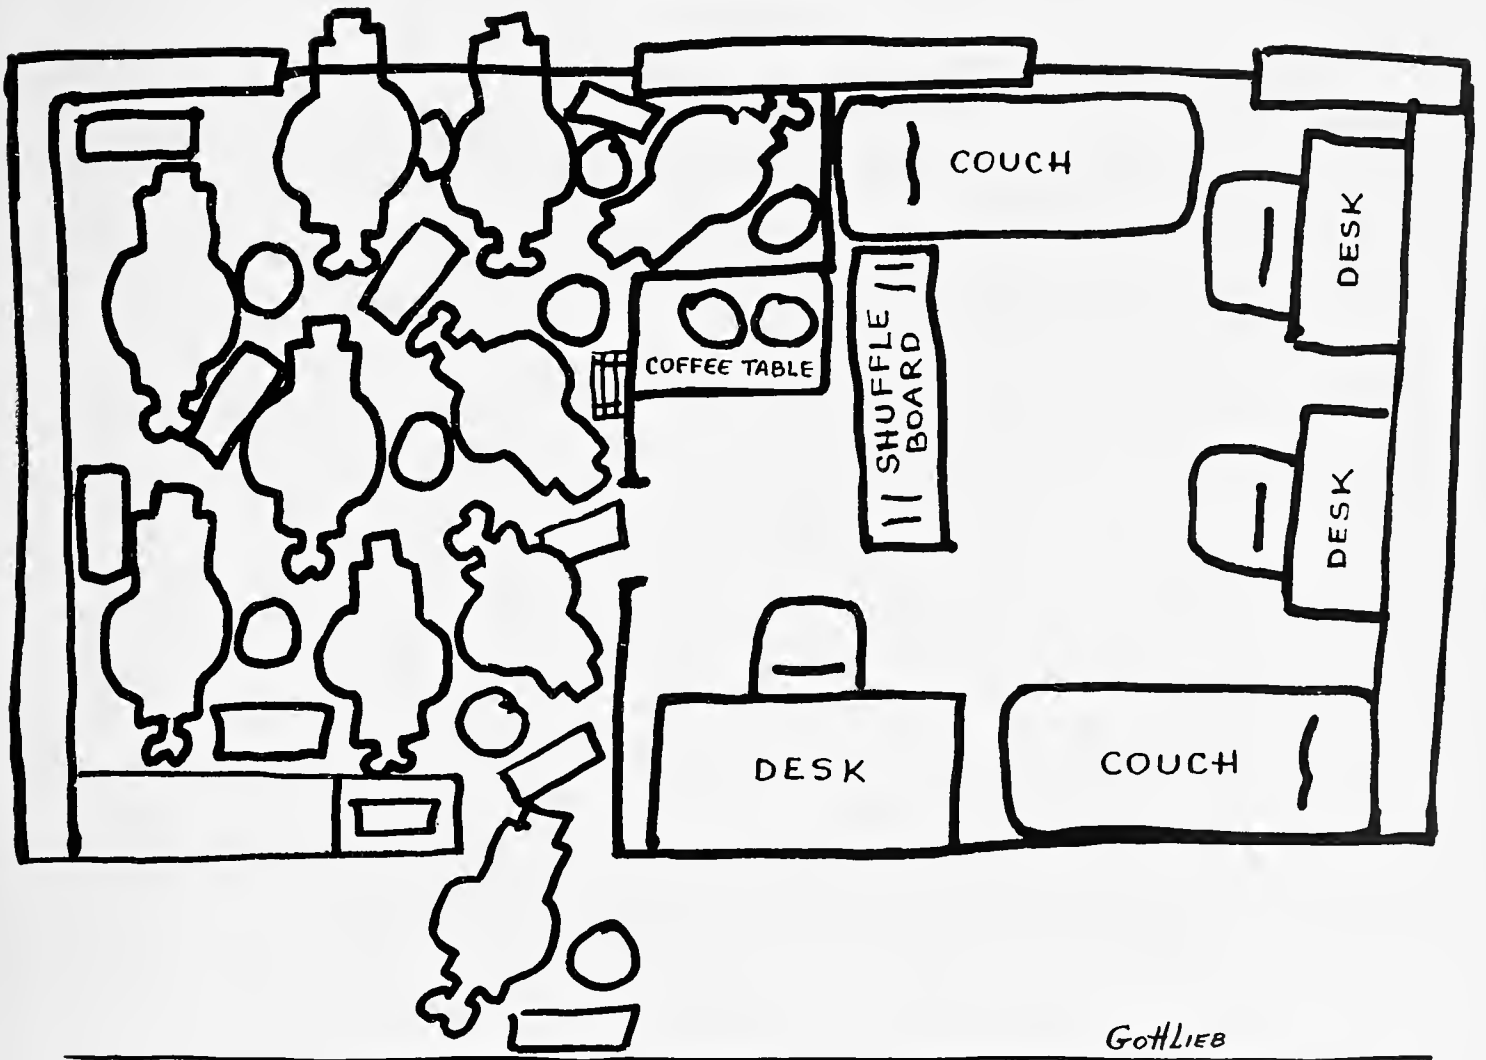 COUCH
DESK
SHUFFLE
BOARD
COFFEE TABLE
DESK
DESK
COUCH
GOTTLIEB